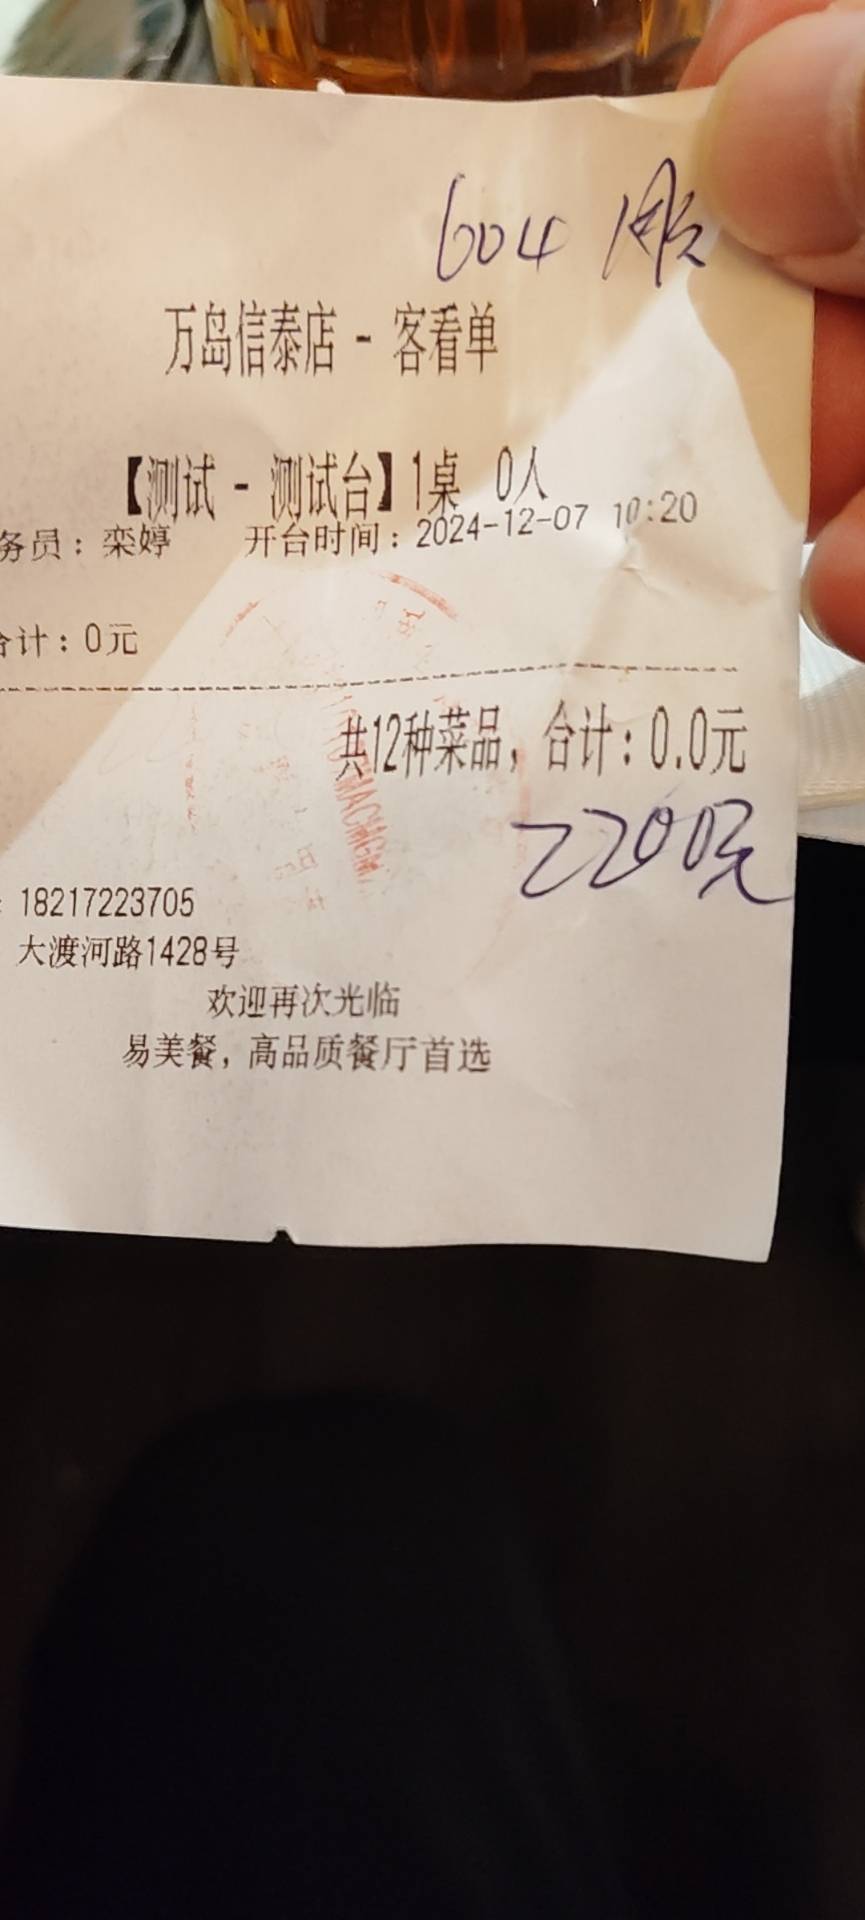 604 周
万岛信泰店 - 客看单
【测试 - 测试台】1桌 0人
务员：栾婷 开台时间：2024-12-07 10:20
合计：0元
共12种菜品，合计：0.0元
2200元
：18217223705
大渡河路1428号
欢迎再次光临
易美餐，高品质餐厅首选